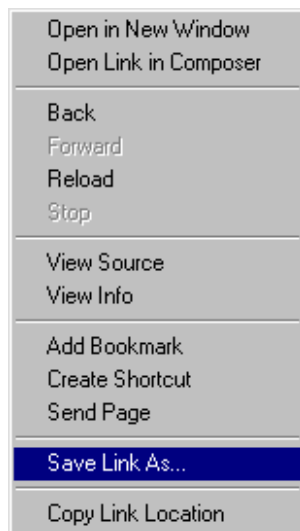 Open in New Window
Open Link in Composer
Back
Forward
Reload
Stop
View Source
View Info
Add Bookmark
Create Shortcut
Send Page
Save Link As...
Copy Link Location